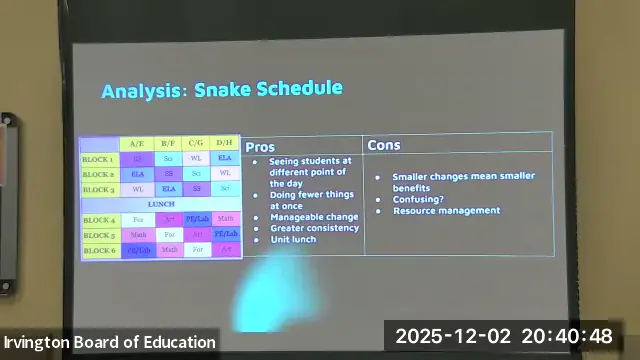 Analysis: Snake Schedule
A/E B/F C/G D/H
BLOCK 1 SS Sci WL ELA
BLOCK 2 ELA SS Sci WL
BLOCK 3 WL ELA SS Sci
LUNCH
BLOCK 4 For Art PE/Lab Math
BLOCK 5 Math For Art PE/Lab
BLOCK 6 PE/Lab Math For Art
Pros
• Seeing students at
different point of
the day
• Doing fewer things
at once
• Manageable change
• Greater consistency
• Unit lunch
Cons
• Smaller changes mean smaller
benefits
• Confusing?
• Resource management
Irvington Board of Education
2025-12-02 20:40:48